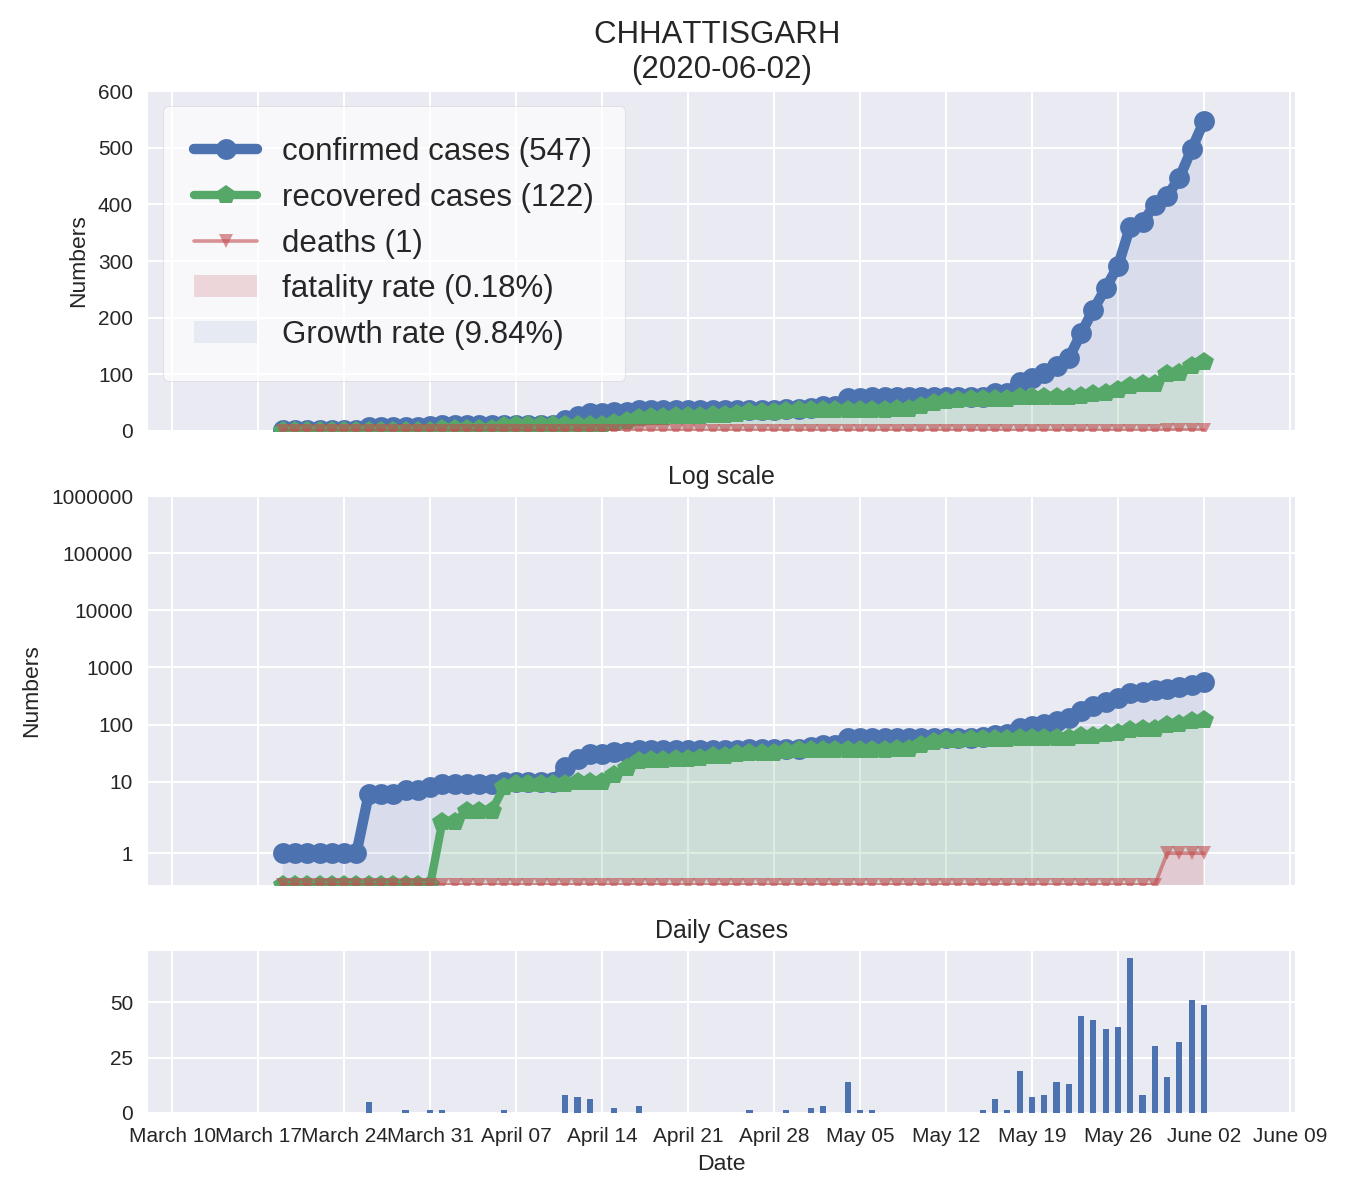 CHHATTISGARH
(2020-06-02)
600
500
400
300
200
100
0
Numbers
confirmed cases (547)
recovered cases (122)
deaths (1)
fatality rate (0.18%)
Growth rate (9.84%)
Log scale
1000000
100000
10000
1000
100
10
1
Numbers
Daily Cases
50
25
0
March 10 March 17 March 24 March 31 April 07 April 14 April 21 April 28 May 05 May 12 May 19 May 26 June 02 June 09
Date